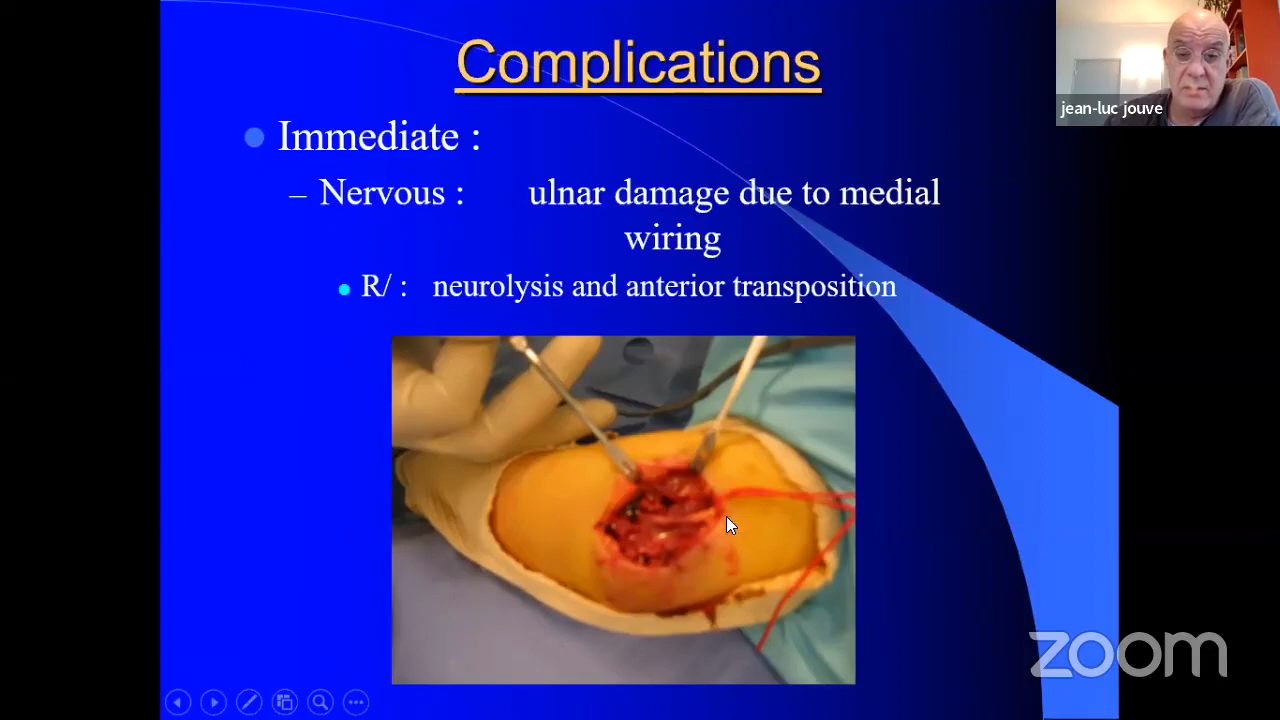 Complications
jean-luc jouve
Immediate :
– Nervous : ulnar damage due to medial
wiring
R/ : neurolysis and anterior transposition
zoom